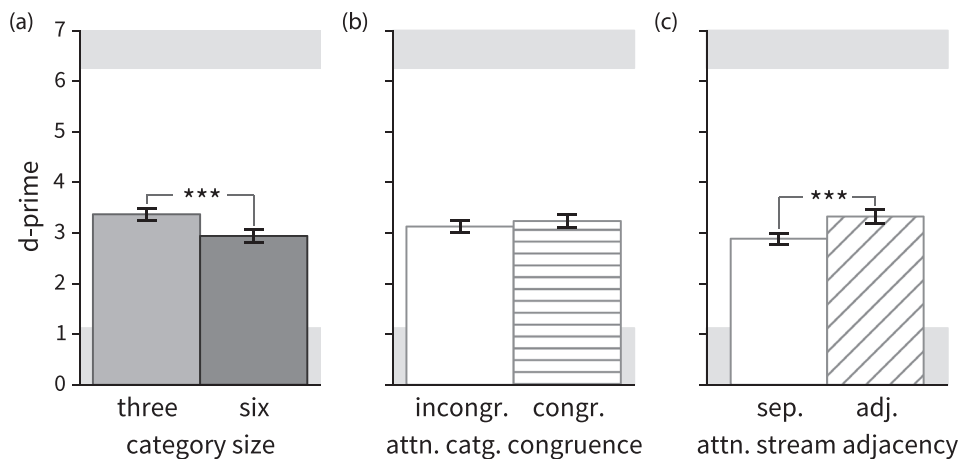 (a)
(b)
(c)
7
6
5
4
3
2
1
0
d-prime
***
***
three six
incongr. congr.
sep. adj.
category size
attn. catg. congruence
attn. stream adjacency